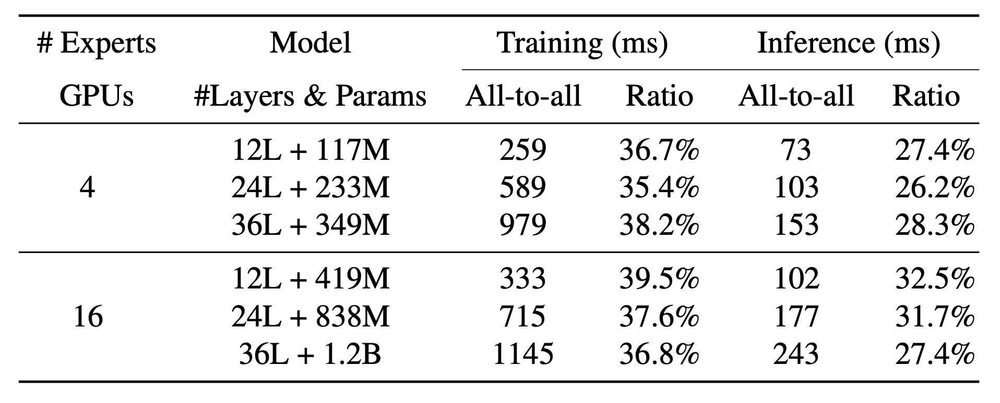 # Experts Model Training (ms) Inference (ms)
GPUs #Layers & Params All-to-all Ratio All-to-all Ratio
12L + 117M 259 36.7% 73 27.4%
4 24L + 233M 589 35.4% 103 26.2%
36L + 349M 979 38.2% 153 28.3%
12L + 419M 333 39.5% 102 32.5%
16 24L + 838M 715 37.6% 177 31.7%
36L + 1.2B 1145 36.8% 243 27.4%